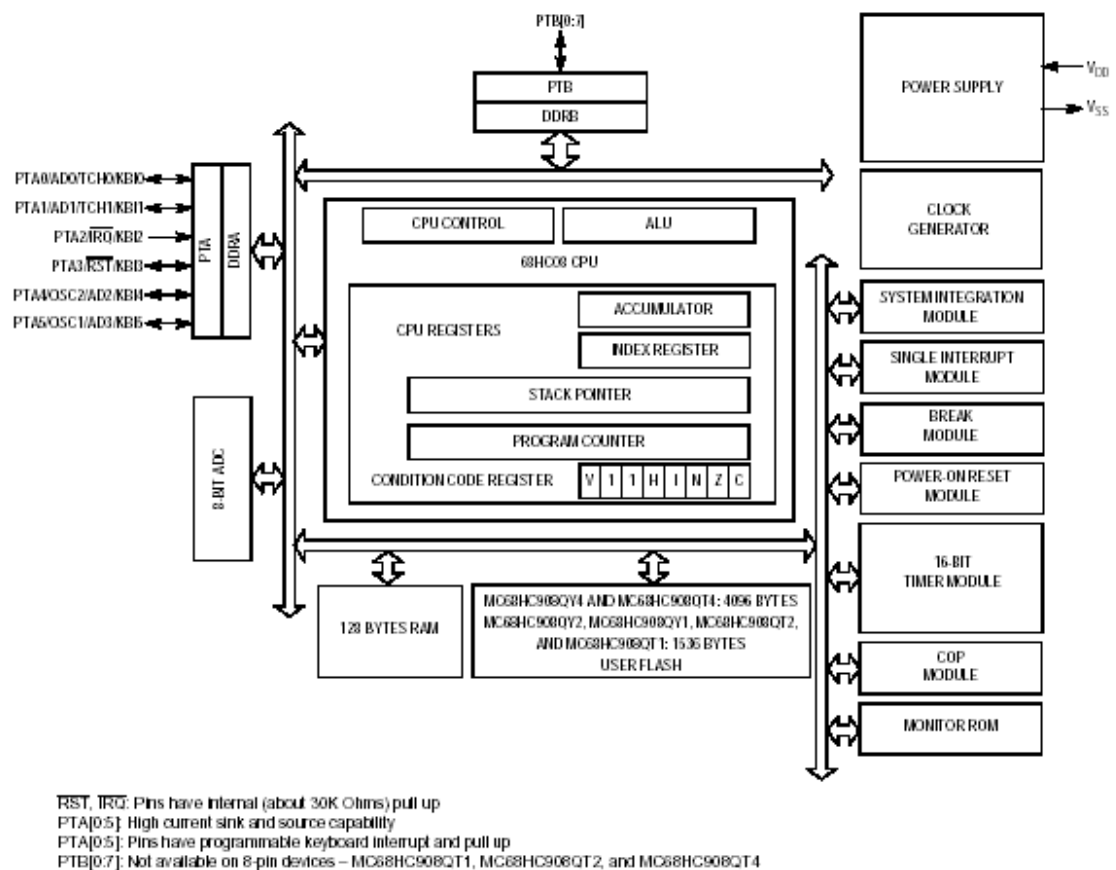 PTB[0:7]
PTB
DDRB
POWER SUPPLY
VDD
VSS
PTA0/AD0/TCH0/KBI0
PTA1/AD1/TCH1/KBI1
PTA2/IRQ/KBI2
PTA3/RST/KBI3
PTA4/OSC2/AD2/KBI4
PTA5/OSC1/AD3/KBI5
PTA
DDRA
CLOCK
GENERATOR
CPU CONTROL
ALU
68HC08 CPU
CPU REGISTERS
ACCUMULATOR
INDEX REGISTER
STACK POINTER
PROGRAM COUNTER
CONDITION CODE REGISTER
V 1 1 H I N Z C
8-BIT ADC
SYSTEM INTEGRATION
MODULE
SINGLE INTERRUPT
MODULE
BREAK
MODULE
POWER-ON RESET
MODULE
16-BIT
TIMER MODULE
COP
MODULE
MONITOR ROM
128 BYTES RAM
MC68HC908QY4 AND MC68HC908QT4: 4096 BYTES
MC68HC908QY2, MC68HC908QY1, MC68HC908QT2,
AND MC68HC908QT1: 1536 BYTES
USER FLASH
RST, IRQ: Pins have internal (about 30K Ohms) pull up
PTA[0:5]: High current sink and source capability
PTA[0:5]: Pins have programmable keyboard interrupt and pull up
PTB[0:7]: Not available on 8-pin devices – MC68HC908QT1, MC68HC908QT2, and MC68HC908QT4